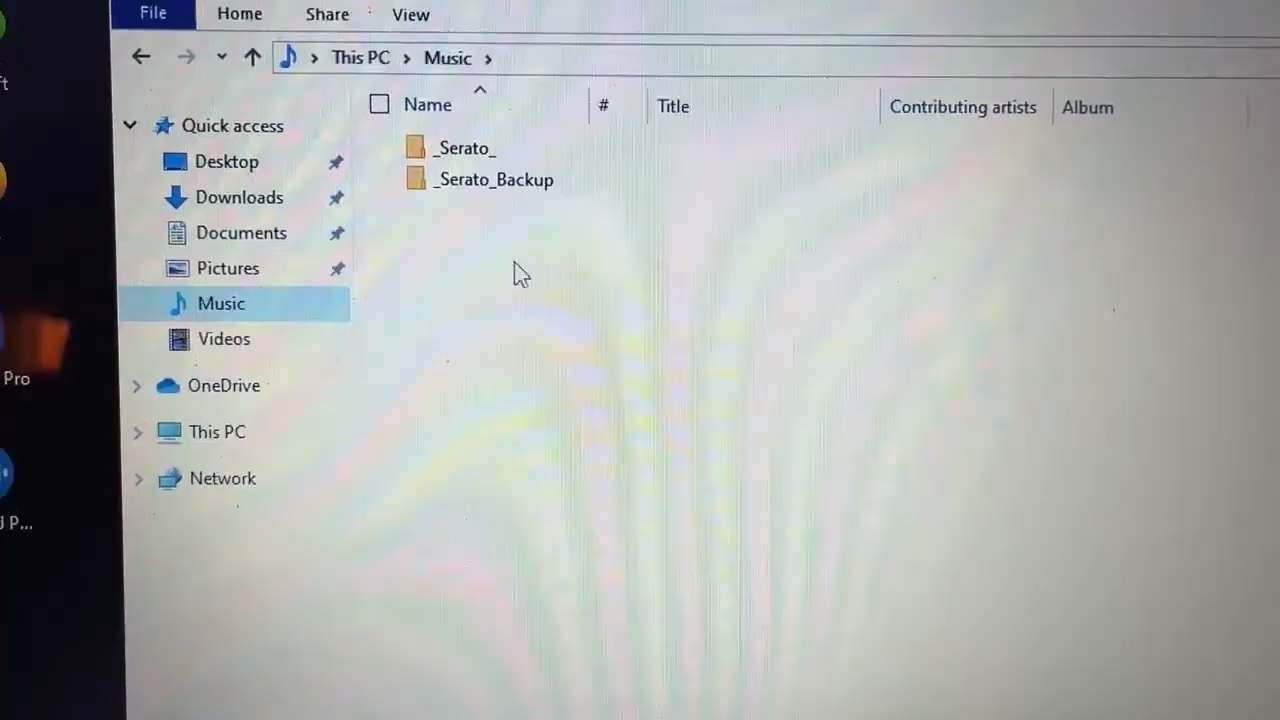 File Home Share View
This PC Music
Name # Title Contributing artists Album
Quick access
_Serato_
Desktop
_Serato_Backup
Downloads
Documents
Pictures
Music
Videos
Pro
OneDrive
This PC
Network
P...